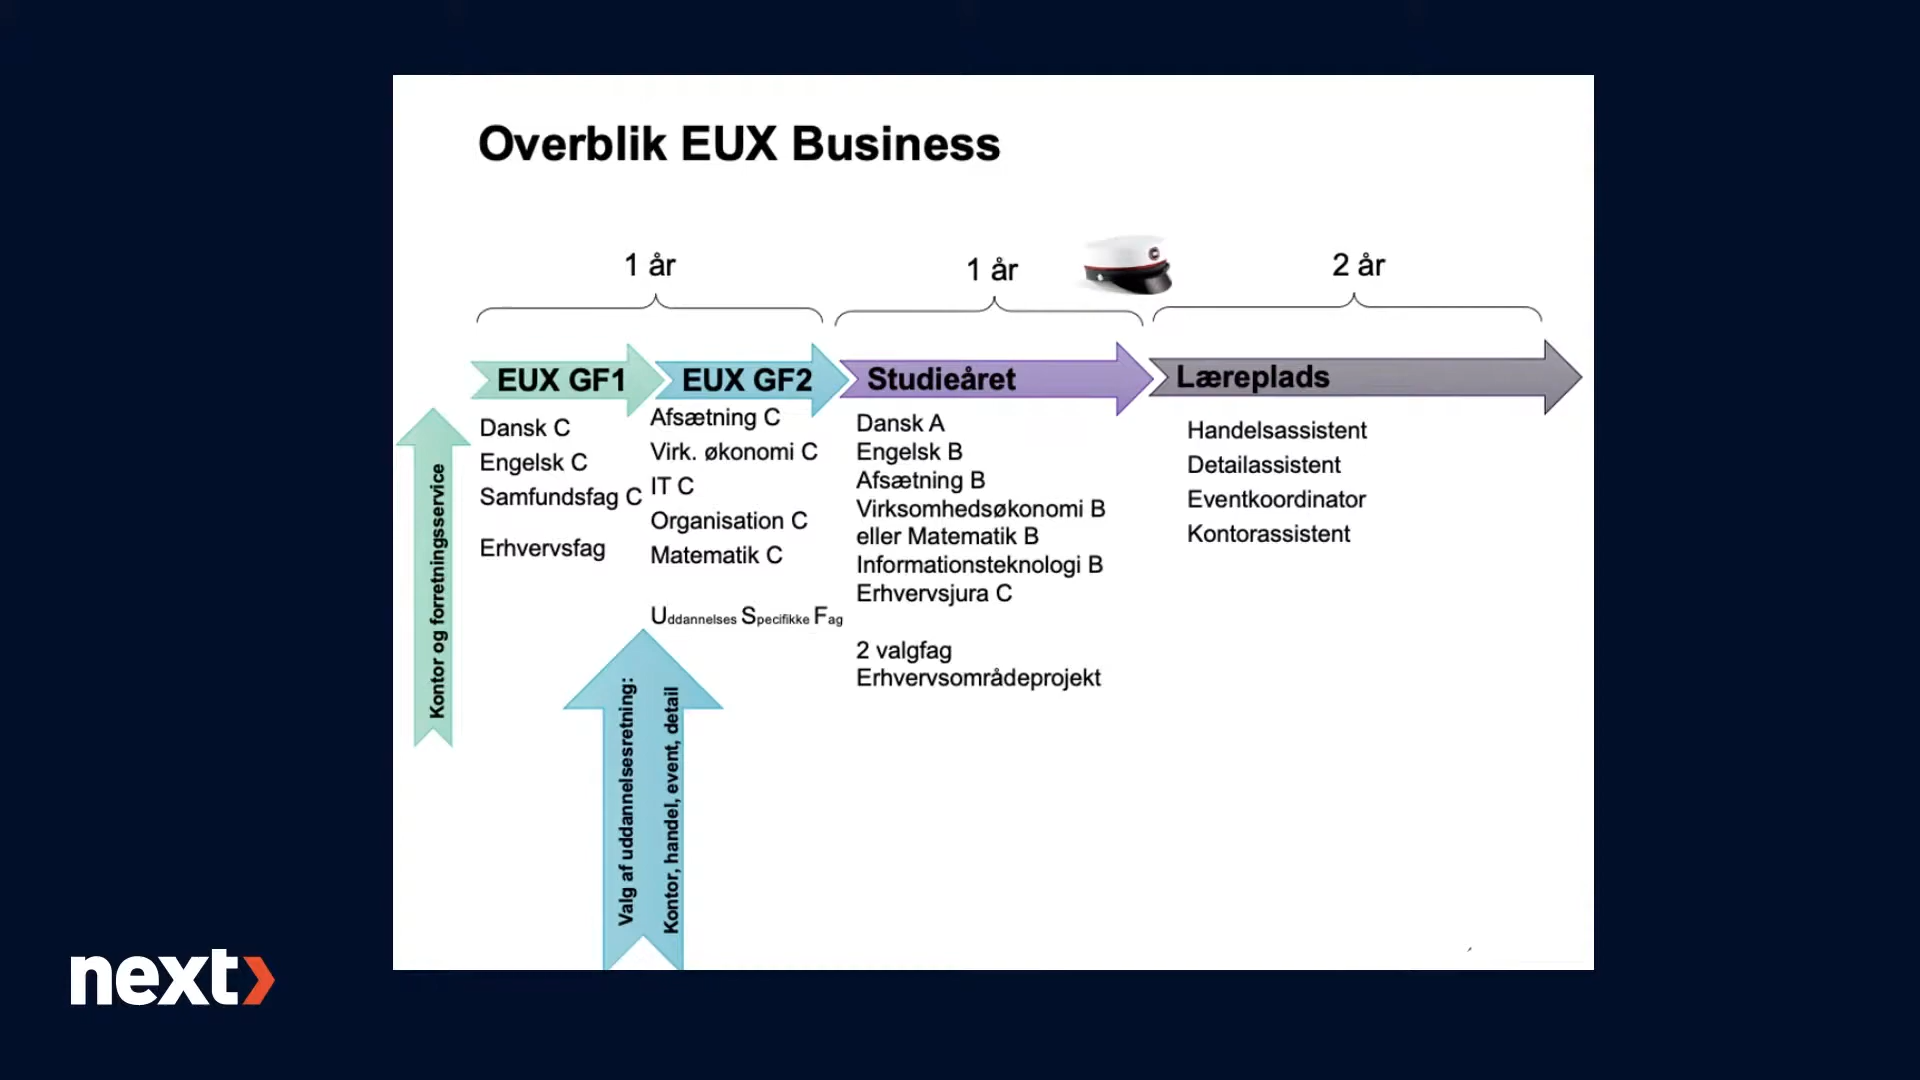 Overblik EUX Business
1 år
1 år
2 år
EUX GF1
EUX GF2
Studieåret
Læreplads
Kontor og forretningsservice
Dansk C
Engelsk C
Samfundsfag C
Erhvervsfag
Afsætning C
Virk. økonomi C
IT C
Organisation C
Matematik C
Uddannelses Specifikke Fag
Valg af uddannelsesretning:
Kontor, handel, event, detail
Dansk A
Engelsk B
Afsætning B
Virksomhedsøkonomi B
eller Matematik B
Informationsteknologi B
Erhvervsjura C
2 valgfag
Erhvervsområdeprojekt
Handelsassistent
Detailassistent
Eventkoordinator
Kontorassistent
next